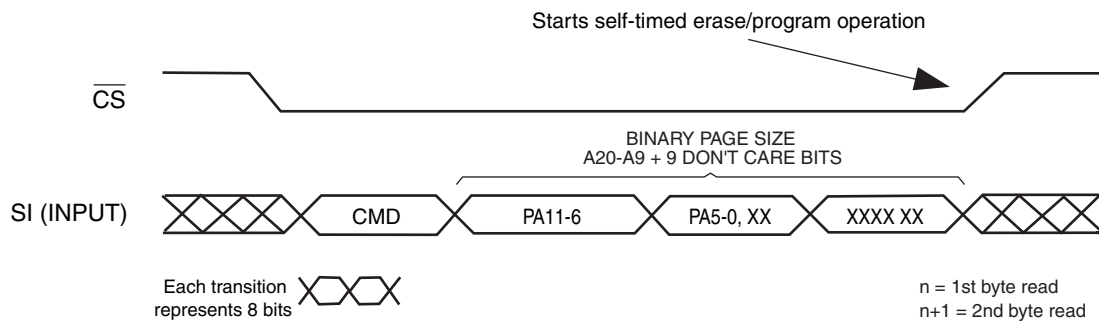 Starts self-timed erase/program operation
CS
BINARY PAGE SIZE
A20-A9 + 9 DON'T CARE BITS
SI (INPUT)
CMD
PA11-6
PA5-0, XX
XXXX XX
Each transition
represents 8 bits
n = 1st byte read
n+1 = 2nd byte read